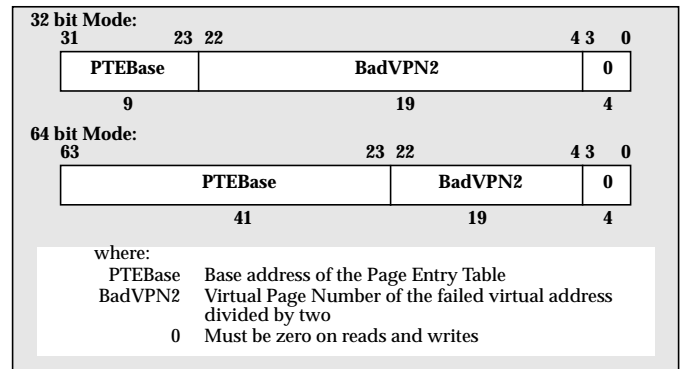 32 bit Mode:
31 23 22 4 3 0
PTEBase BadVPN2 0
9 19 4
64 bit Mode:
63 23 22 4 3 0
PTEBase BadVPN2 0
41 19 4
where:
PTEBase Base address of the Page Entry Table
BadVPN2 Virtual Page Number of the failed virtual address
divided by two
0 Must be zero on reads and writes